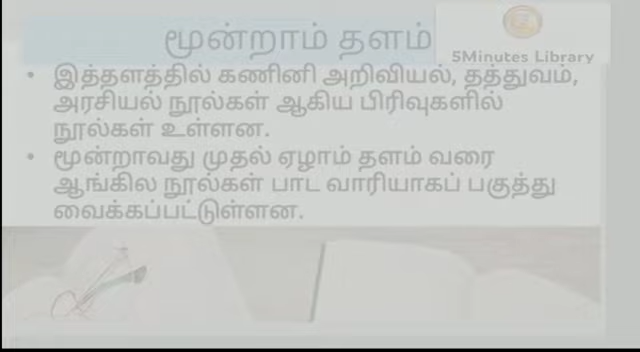 மூன்றாம் தளம்
5Minutes Library
• இத்தளத்தில் கணினி அறிவியல், தத்துவம்,
அரசியல் நூல்கள் ஆகிய பிரிவுகளில்
நூல்கள் உள்ளன.
• மூன்றாவது முதல் ஏழாம் தளம் வரை
ஆங்கில நூல்கள் பாட வாரியாகப் பகுத்து
வைக்கப்பட்டுள்ளன.